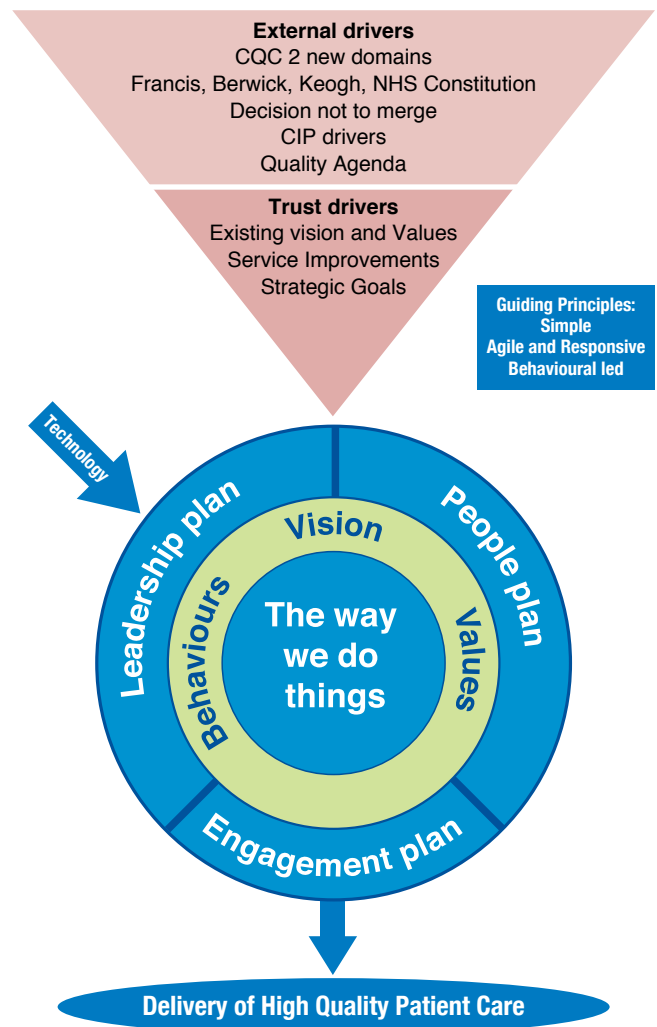 External drivers
CQC 2 new domains
Francis, Berwick, Keogh, NHS Constitution
Decision not to merge
CIP drivers
Quality Agenda
Trust drivers
Existing vision and Values
Service Improvements
Strategic Goals
Guiding Principles:
Simple
Agile and Responsive
Behavioural led
Technology
Leadership plan
People plan
Engagement plan
Vision
Values
Behaviours
The way
we do
things
Delivery of High Quality Patient Care